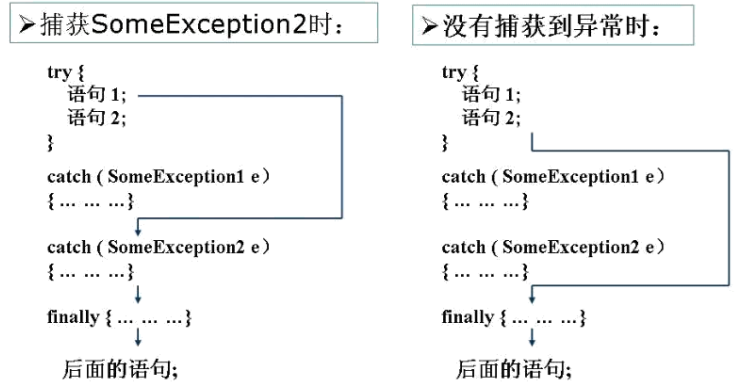 ➢捕获SomeException2时：
try {
语句 1;
语句 2;
}
catch ( SomeException1 e）
{ … … …}
catch ( SomeException2 e）
{ … … …}
finally { … … …}
后面的语句;
➢没有捕获到异常时：
try {
语句 1;
语句 2;
}
catch ( SomeException1 e）
{ … … …}
catch ( SomeException2 e）
{ … … …}
finally { … … …}
后面的语句;